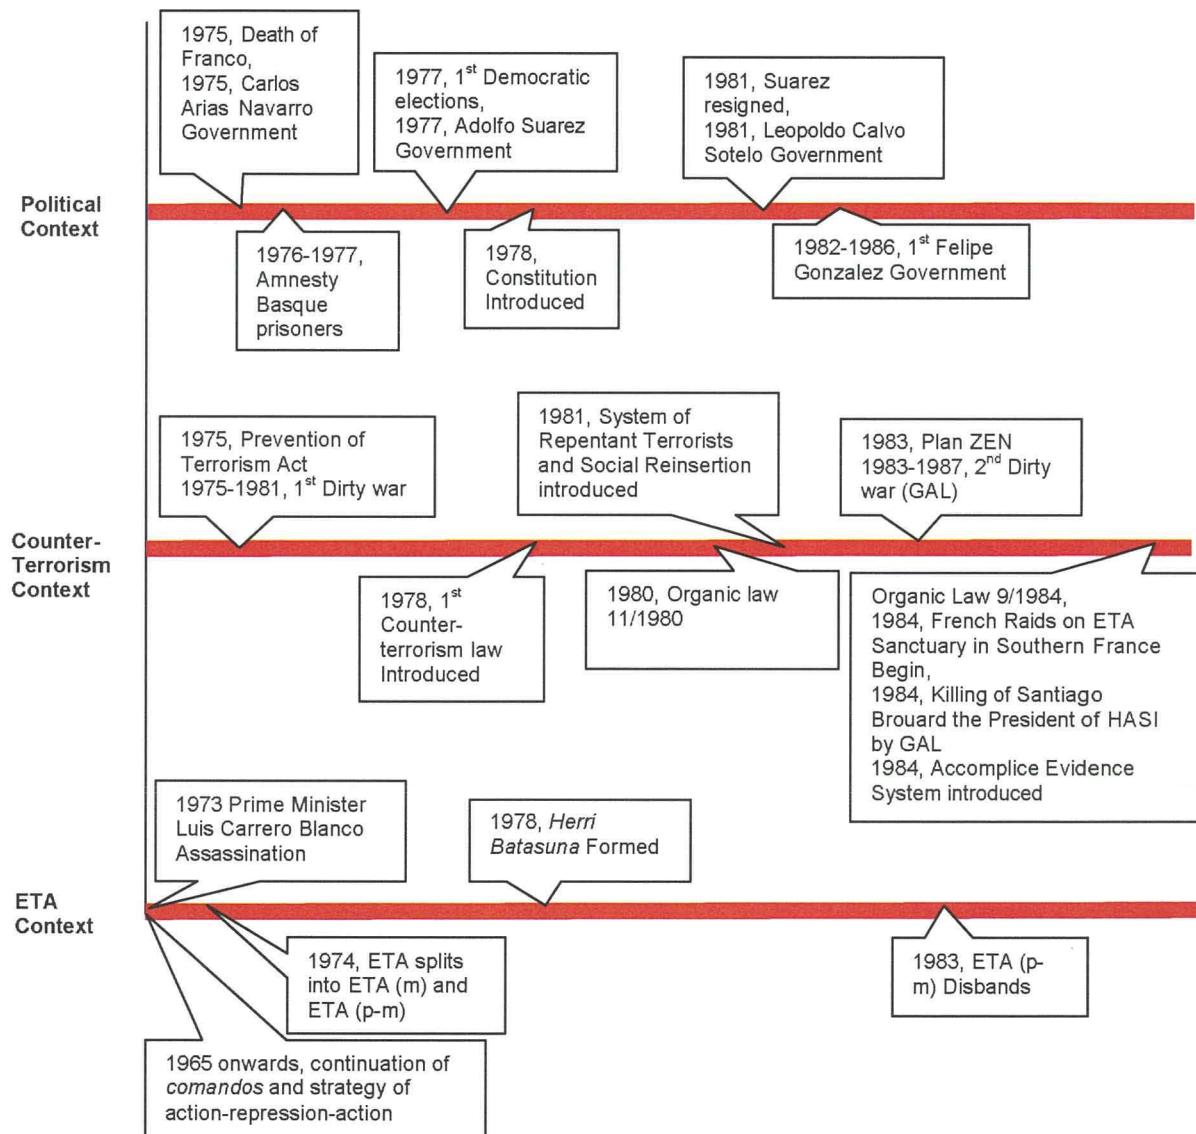 1975, Death of
Franco,
1975, Carlos
Arias Navarro
Government
1977, 1st Democratic
elections,
1977, Adolfo Suarez
Government
1981, Suarez
resigned,
1981, Leopoldo Calvo
Sotelo Government
Political
Context
1976-1977,
Amnesty
Basque
prisoners
1978,
Constitution
Introduced
1982-1986, 1st Felipe
Gonzalez Government
1975, Prevention of
Terrorism Act
1975-1981, 1st Dirty war
1981, System of
Repentant Terrorists
and Social Reinsertion
introduced
1983, Plan ZEN
1983-1987, 2nd Dirty
war (GAL)
Counter-
Terrorism
Context
1978, 1st
Counter-
terrorism law
Introduced
1980, Organic law
11/1980
Organic Law 9/1984,
1984, French Raids on ETA
Sanctuary in Southern France
Begin,
1984, Killing of Santiago
Brouard the President of HASI
by GAL
1984, Accomplice Evidence
System introduced
1973 Prime Minister
Luis Carrero Blanco
Assassination
1978, Herri
Batasuna Formed
ETA
Context
1974, ETA splits
into ETA (m) and
ETA (p-m)
1983, ETA (p-
m) Disbands
1965 onwards, continuation of
comandos and strategy of
action-repression-action